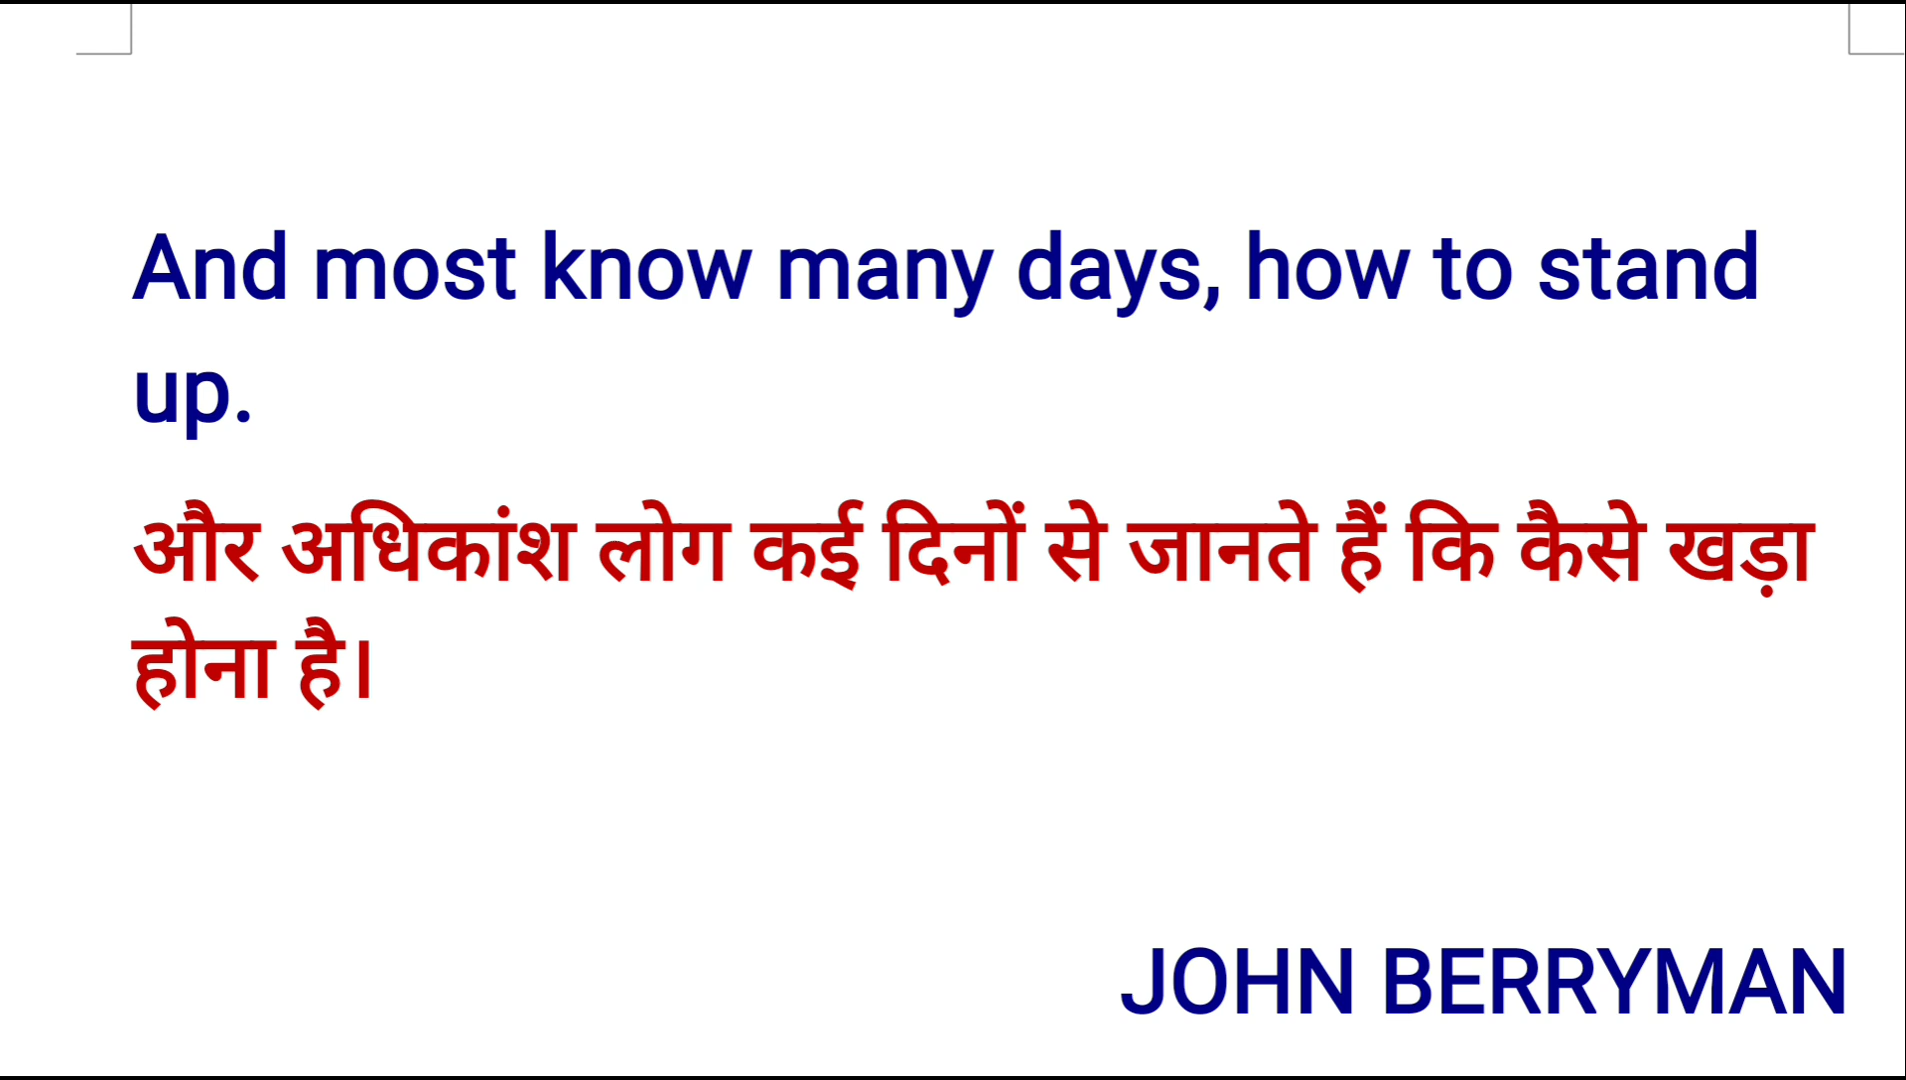 And most know many days, how to stand
up.
और अधिकांश लोग कई दिनों से जानते हैं कि कैसे खड़ा
होना है।
JOHN BERRYMAN